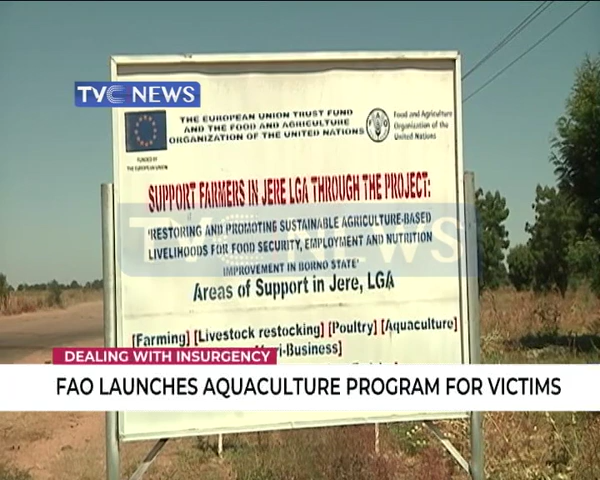 TVC NEWS
THE EUROPEAN UNION TRUST FUND
AND THE FOOD AND AGRICULTURE
ORGANIZATION OF THE UNITED NATIONS
FAO
Food and Agriculture
Organization of the
United Nations
FUNDED BY
THE EUROPEAN UNION
SUPPORT FARMERS IN JERE LGA THROUGH THE PROJECT:
TVC NEWS
'RESTORING AND PROMOTING SUSTAINABLE AGRICULTURE-BASED
LIVELIHOODS FOR FOOD SECURITY, EMPLOYMENT AND NUTRITION
IMPROVEMENT IN BORNO STATE'
Areas of Support in Jere, LGA
[Farming] [Livestock restocking] [Poultry] [Aquaculture]
ri-Business]
DEALING WITH INSURGENCY
FAO LAUNCHES AQUACULTURE PROGRAM FOR VICTIMS